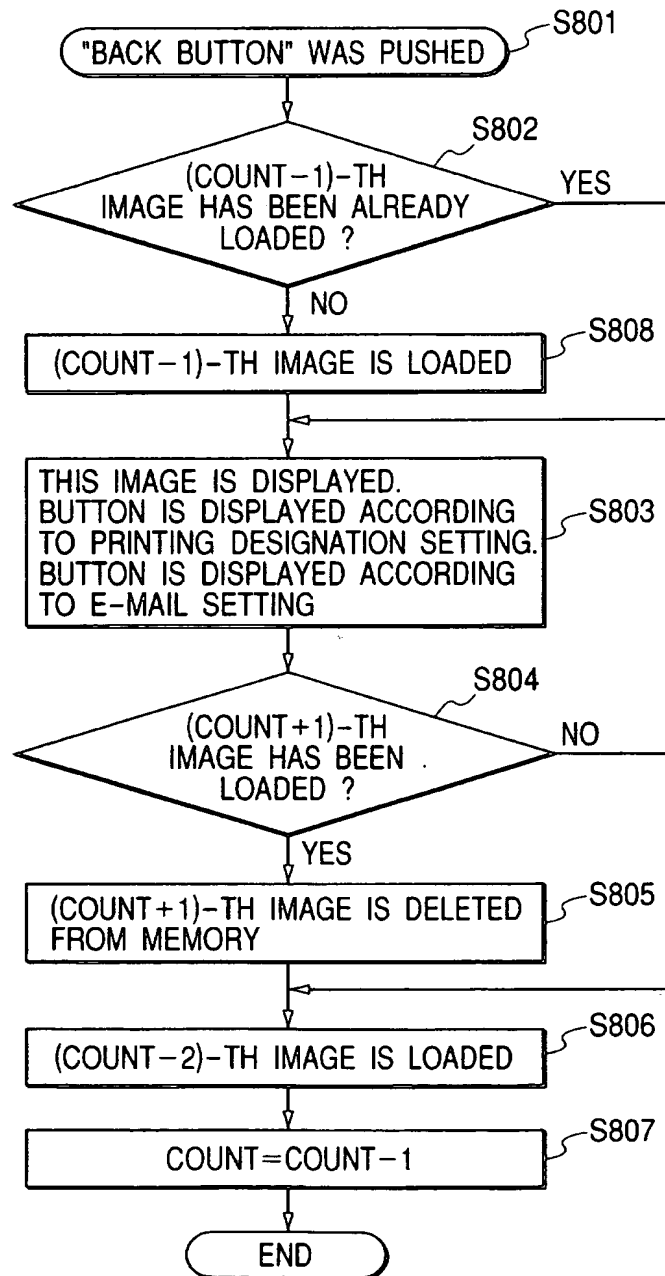 "BACK BUTTON" WAS PUSHED
S801
S802
(COUNT−1)-TH
IMAGE HAS BEEN ALREADY
LOADED ?
YES
NO
S808
(COUNT−1)-TH IMAGE IS LOADED
THIS IMAGE IS DISPLAYED.
BUTTON IS DISPLAYED ACCORDING
TO PRINTING DESIGNATION SETTING.
BUTTON IS DISPLAYED ACCORDING
TO E-MAIL SETTING
S803
S804
(COUNT+1)-TH
IMAGE HAS BEEN
LOADED ?
NO
YES
(COUNT+1)-TH IMAGE IS DELETED
FROM MEMORY
S805
(COUNT−2)-TH IMAGE IS LOADED
S806
COUNT=COUNT−1
S807
END